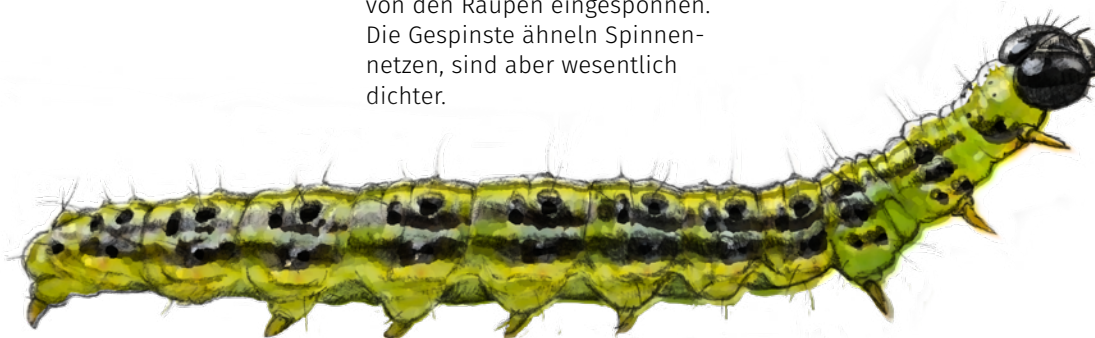 von den Raupen eingesponnen.
Die Gespinste ähneln Spinnen-
netzen, sind aber wesentlich
dichter.